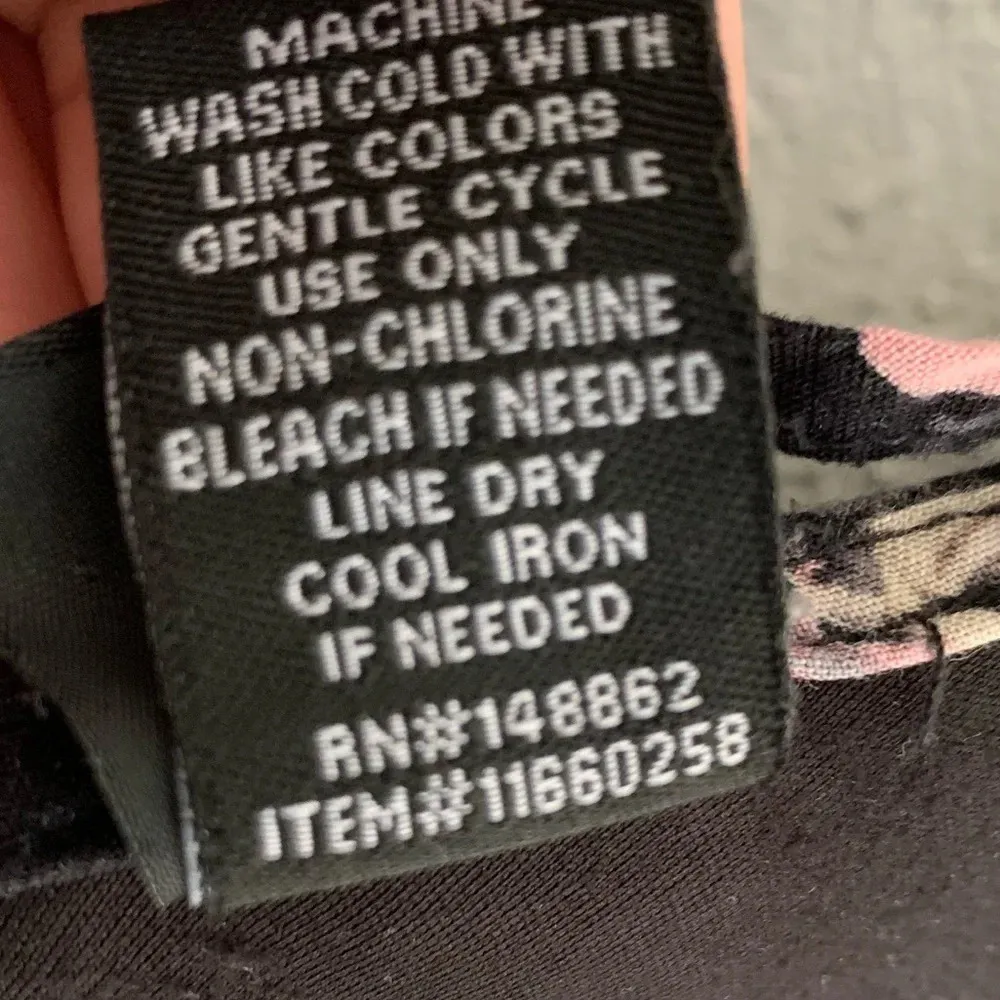 MACHINE
WASH COLD WITH
LIKE COLORS
GENTLE CYCLE
USE ONLY
NON-CHLORINE
BLEACH IF NEEDED
LINE DRY
COOL IRON
IF NEEDED
RN#148862
ITEM#11660258